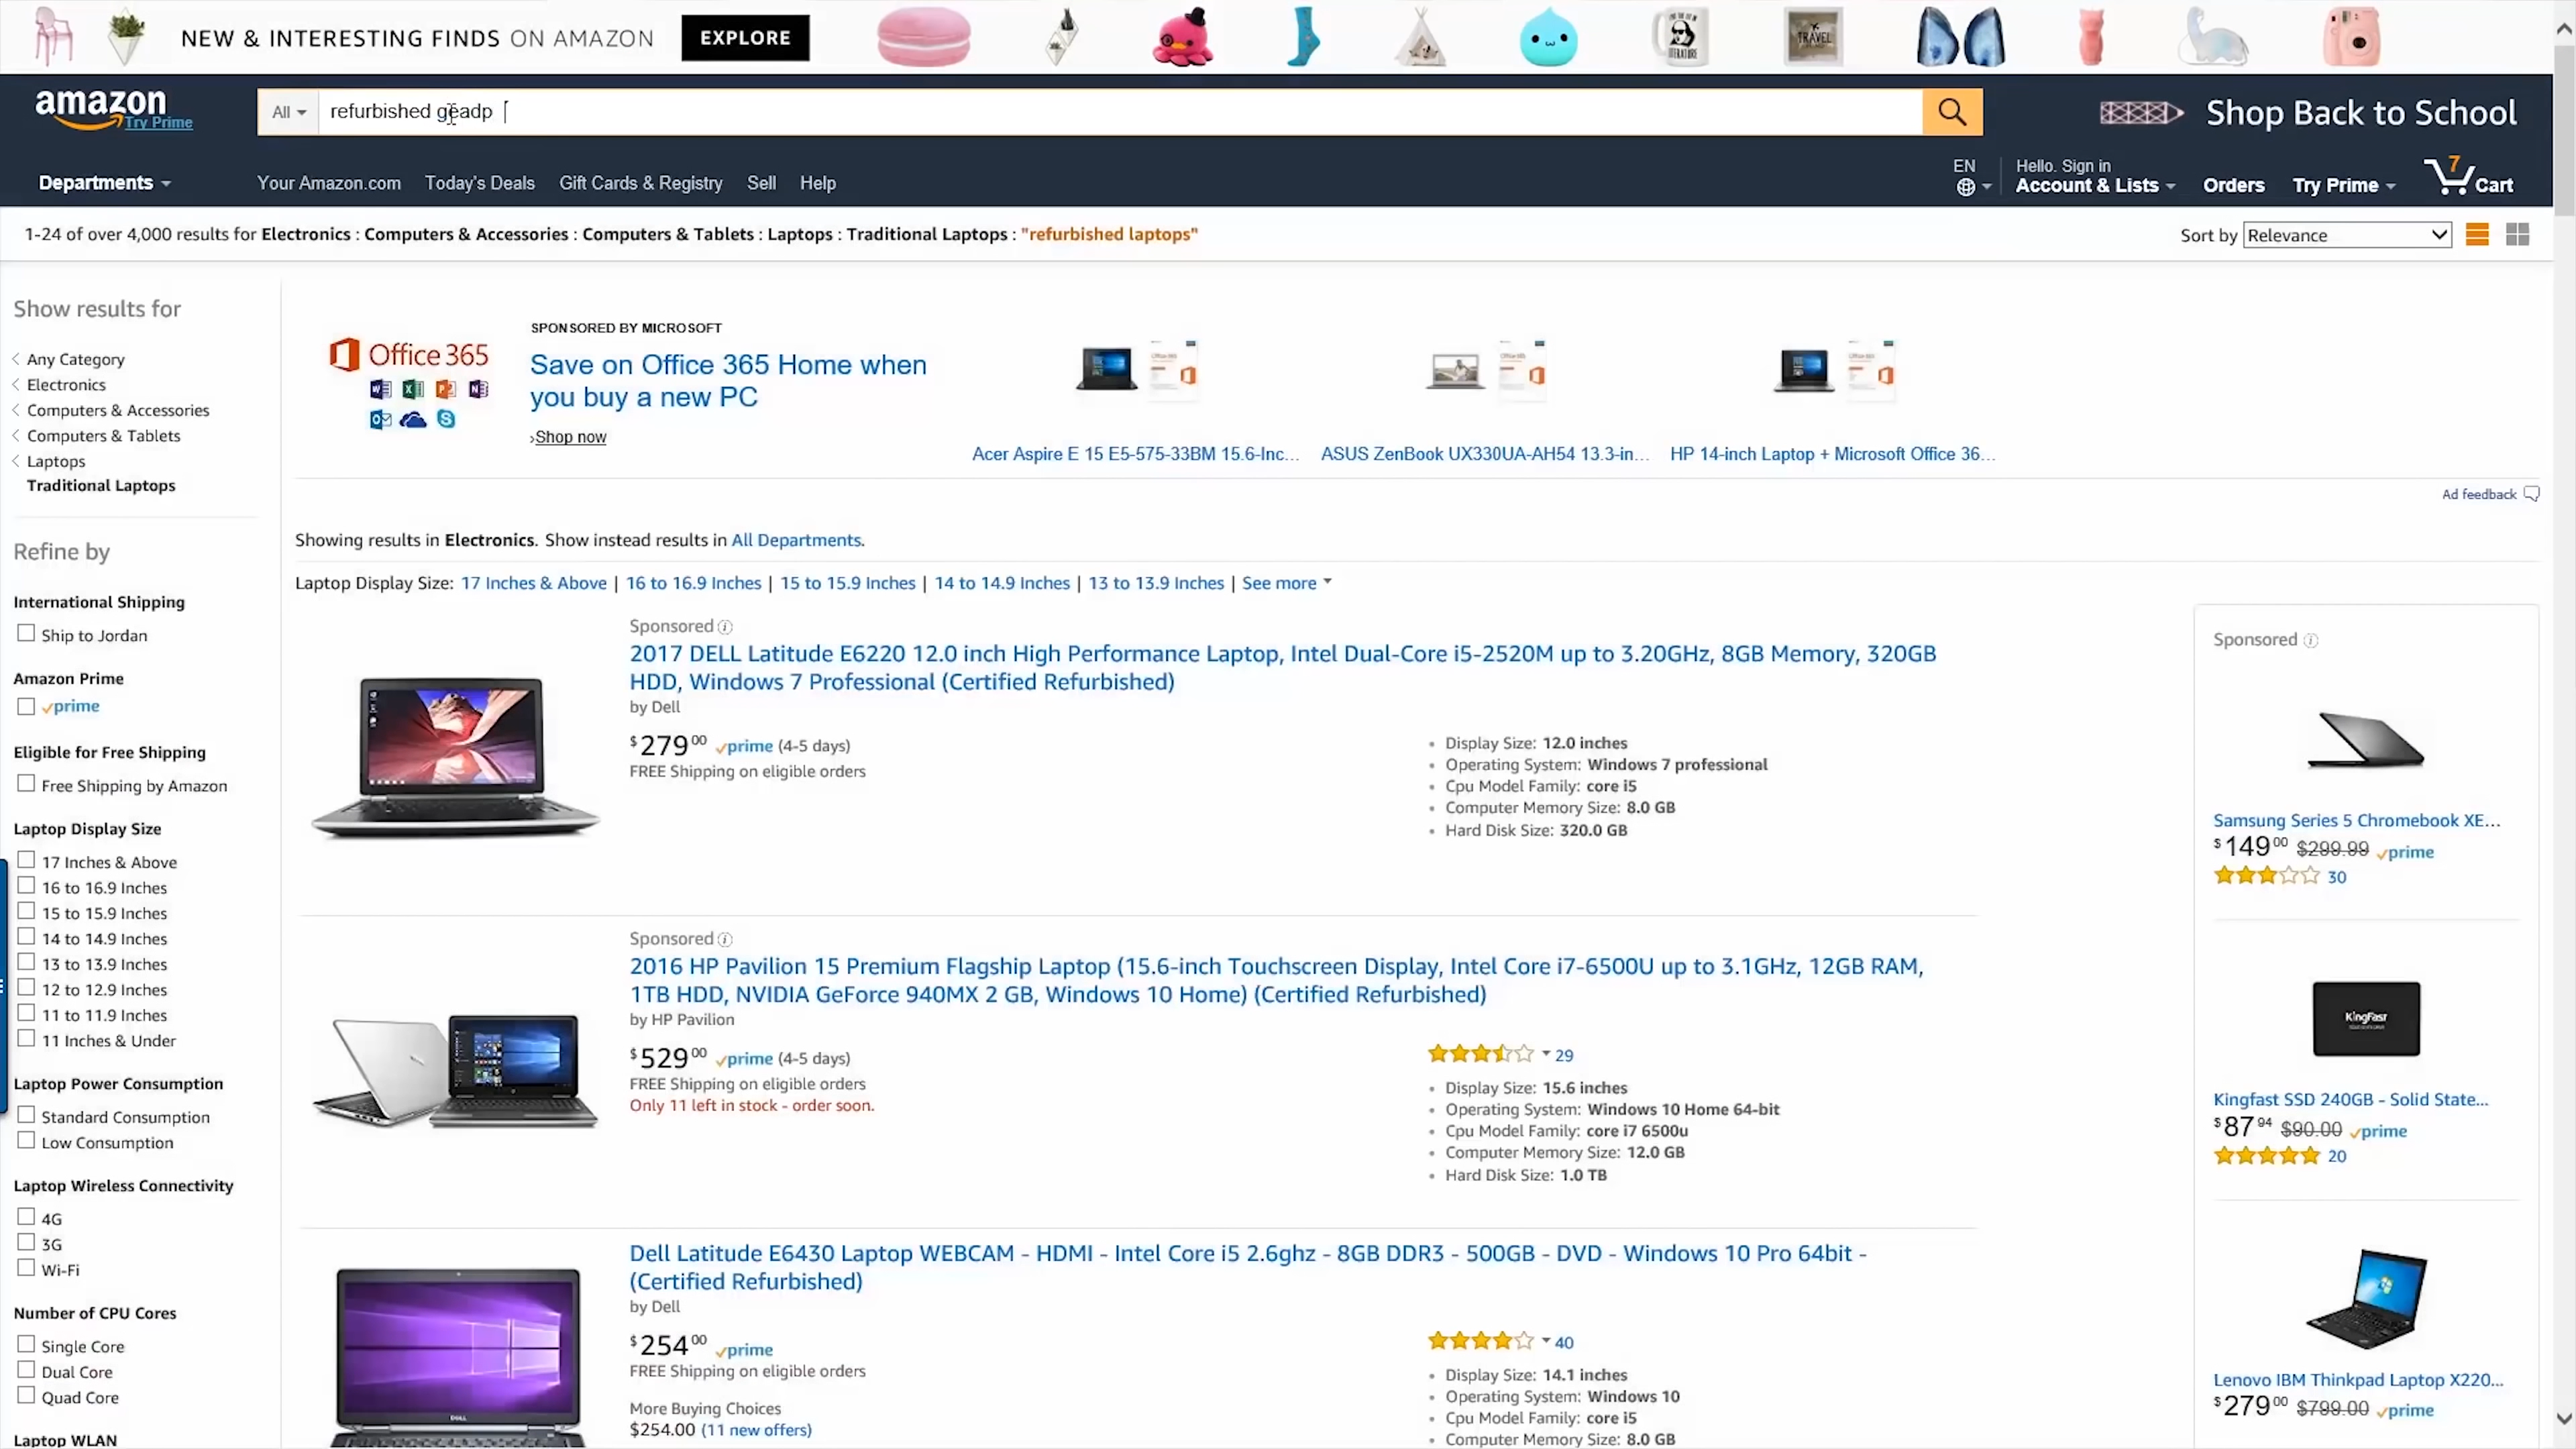 NEW & INTERESTING FINDS ON AMAZON EXPLORE
amazon
Try Prime
All refurbished geadp
Shop Back to School
Departments Your Amazon.com Today's Deals Gift Cards & Registry Sell Help
EN Hello. Sign in
Account & Lists Orders Try Prime 7 Cart
1-24 of over 4,000 results for Electronics : Computers & Accessories : Computers & Tablets : Laptops : Traditional Laptops : "refurbished laptops"
Sort by Relevance
Show results for
Any Category
Electronics
Computers & Accessories
Computers & Tablets
Laptops
Traditional Laptops
Refine by
International Shipping
Ship to Jordan
Amazon Prime
prime
Eligible for Free Shipping
Free Shipping by Amazon
Laptop Display Size
17 Inches & Above
16 to 16.9 Inches
15 to 15.9 Inches
14 to 14.9 Inches
13 to 13.9 Inches
12 to 12.9 Inches
11 to 11.9 Inches
11 Inches & Under
Laptop Power Consumption
Standard Consumption
Low Consumption
Laptop Wireless Connectivity
4G
3G
Wi-Fi
Number of CPU Cores
Single Core
Dual Core
Quad Core
Laptop WLAN
Office 365
SPONSORED BY MICROSOFT
Save on Office 365 Home when
you buy a new PC
›Shop now
Acer Aspire E 15 E5-575-33BM 15.6-Inc...
ASUS ZenBook UX330UA-AH54 13.3-in...
HP 14-inch Laptop + Microsoft Office 36...
Ad feedback
Showing results in Electronics. Show instead results in All Departments.
Laptop Display Size: 17 Inches & Above | 16 to 16.9 Inches | 15 to 15.9 Inches | 14 to 14.9 Inches | 13 to 13.9 Inches | See more
Sponsored
2017 DELL Latitude E6220 12.0 inch High Performance Laptop, Intel Dual-Core i5-2520M up to 3.20GHz, 8GB Memory, 320GB
HDD, Windows 7 Professional (Certified Refurbished)
by Dell
$279 00 prime (4-5 days)
FREE Shipping on eligible orders
Display Size: 12.0 inches
Operating System: Windows 7 professional
Cpu Model Family: core i5
Computer Memory Size: 8.0 GB
Hard Disk Size: 320.0 GB
Sponsored
2016 HP Pavilion 15 Premium Flagship Laptop (15.6-inch Touchscreen Display, Intel Core i7-6500U up to 3.1GHz, 12GB RAM,
1TB HDD, NVIDIA GeForce 940MX 2 GB, Windows 10 Home) (Certified Refurbished)
by HP Pavilion
$529 00 prime (4-5 days)
FREE Shipping on eligible orders
Only 11 left in stock - order soon.
29
Display Size: 15.6 inches
Operating System: Windows 10 Home 64-bit
Cpu Model Family: core i7 6500u
Computer Memory Size: 12.0 GB
Hard Disk Size: 1.0 TB
Dell Latitude E6430 Laptop WEBCAM - HDMI - Intel Core i5 2.6ghz - 8GB DDR3 - 500GB - DVD - Windows 10 Pro 64bit -
(Certified Refurbished)
by Dell
$254 00 prime
FREE Shipping on eligible orders
More Buying Choices
$254.00 (11 new offers)
40
Display Size: 14.1 inches
Operating System: Windows 10
Cpu Model Family: core i5
Computer Memory Size: 8.0 GB
Sponsored
Samsung Series 5 Chromebook XE...
$149 00 $299.99 prime
30
KingFast
Kingfast SSD 240GB - Solid State...
$87 94 $90.00 prime
20
Lenovo IBM Thinkpad Laptop X220...
$279 00 $799.00 prime